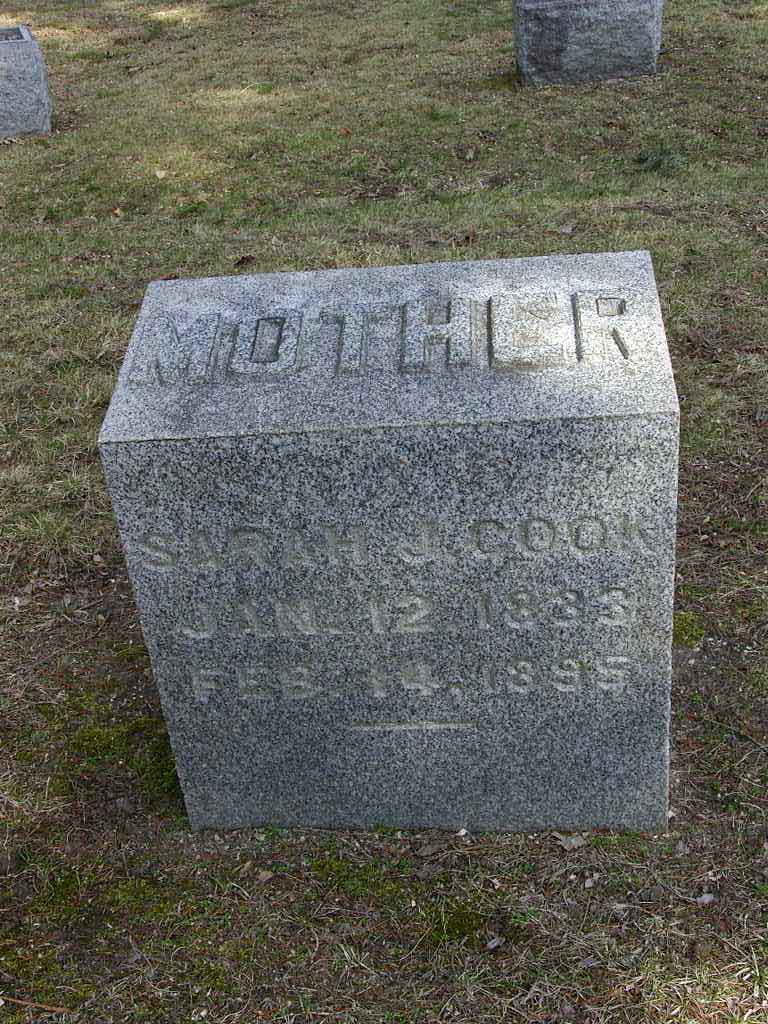 MOTHER
SARAH J. COOK
JAN. 12, 1833
FEB. 14, 1895